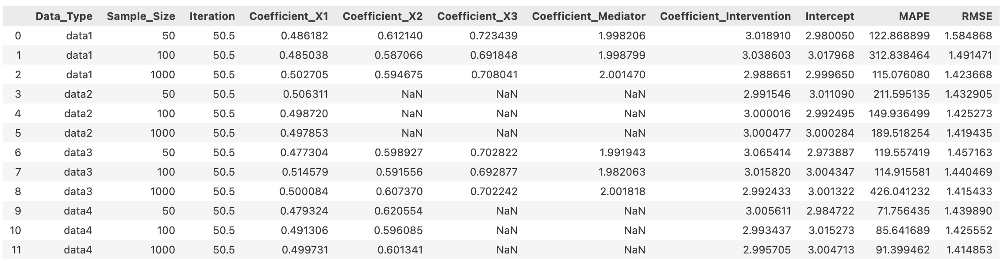 Data_Type Sample_Size Iteration Coefficient_X1 Coefficient_X2 Coefficient_X3 Coefficient_Mediator Coefficient_Intervention Intercept MAPE RMSE
0 data1 50 50.5 0.486182 0.612140 0.723439 1.998206 3.018910 2.980050 122.868899 1.584868
1 data1 100 50.5 0.485038 0.587066 0.691848 1.998799 3.038603 3.017968 312.838464 1.491471
2 data1 1000 50.5 0.502705 0.594675 0.708041 2.001470 2.988651 2.999650 115.076080 1.423668
3 data2 50 50.5 0.506311 NaN NaN NaN 2.991546 3.011090 211.595135 1.432905
4 data2 100 50.5 0.498720 NaN NaN NaN 3.000016 2.992495 149.936499 1.425273
5 data2 1000 50.5 0.497853 NaN NaN NaN 3.000477 3.000284 189.518254 1.419435
6 data3 50 50.5 0.477304 0.598927 0.702822 1.991943 3.065414 2.973887 119.557419 1.457163
7 data3 100 50.5 0.514579 0.591556 0.692877 1.982063 3.015820 3.004347 114.915581 1.440469
8 data3 1000 50.5 0.500084 0.607370 0.702242 2.001818 2.992433 3.001322 426.041232 1.415433
9 data4 50 50.5 0.479324 0.620554 NaN NaN 3.005611 2.984722 71.756435 1.439890
10 data4 100 50.5 0.491306 0.596085 NaN NaN 2.993437 3.015273 85.641689 1.425552
11 data4 1000 50.5 0.499731 0.601341 NaN NaN 2.995705 3.004713 91.399462 1.414853